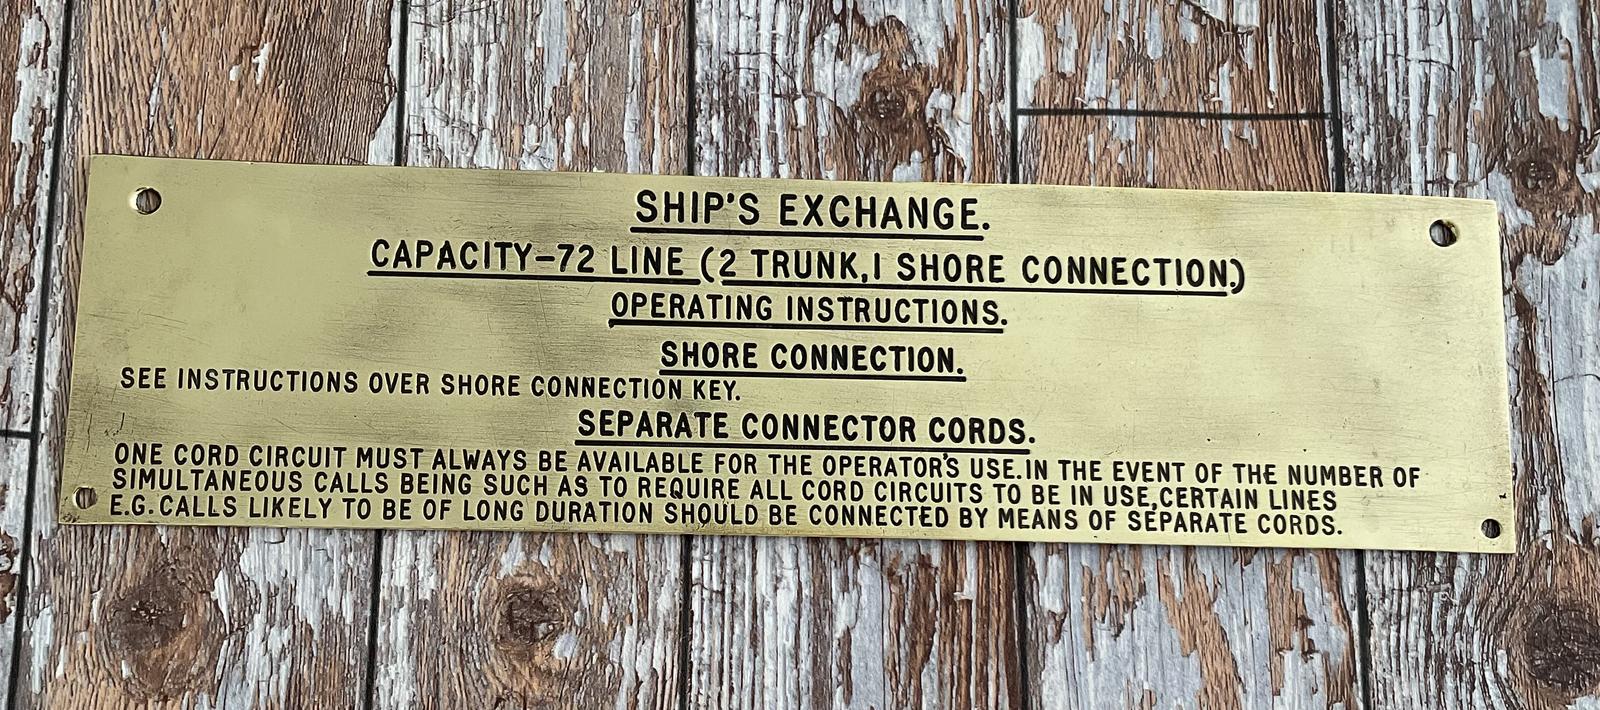 SHIP'S EXCHANGE.
CAPACITY-72 LINE (2 TRUNK,1 SHORE CONNECTION.)
OPERATING INSTRUCTIONS.
SHORE CONNECTION.
SEE INSTRUCTIONS OVER SHORE CONNECTION KEY.
SEPARATE CONNECTOR CORDS.
ONE CORD CIRCUIT MUST ALWAYS BE AVAILABLE FOR THE OPERATOR'S USE.IN THE EVENT OF THE NUMBER OF
SIMULTANEOUS CALLS BEING SUCH AS TO REQUIRE ALL CORD CIRCUITS TO BE IN USE,CERTAIN LINES
E.G.CALLS LIKELY TO BE OF LONG DURATION SHOULD BE CONNECTED BY MEANS OF SEPARATE CORDS.